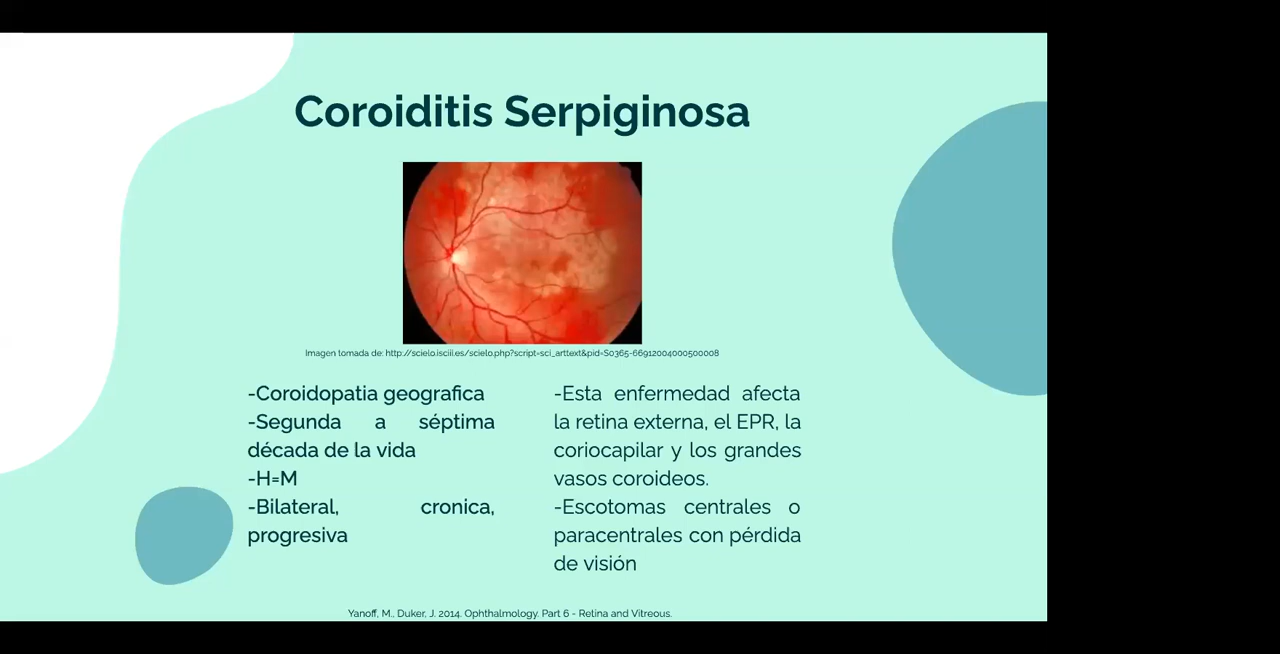 Coroiditis Serpiginosa
Imagen tomada de: http://scielo.isciii.es/scielo.php?script=sci_arttext&pid=S0365-66912004000500008
-Coroidopatia geografica
-Segunda a séptima
década de la vida
-H=M
-Bilateral, cronica,
progresiva
-Esta enfermedad afecta
la retina externa, el EPR, la
coriocapilar y los grandes
vasos coroideos.
-Escotomas centrales o
paracentrales con pérdida
de visión
Yanoff, M., Duker, J. 2014. Ophthalmology. Part 6 - Retina and Vitreous.